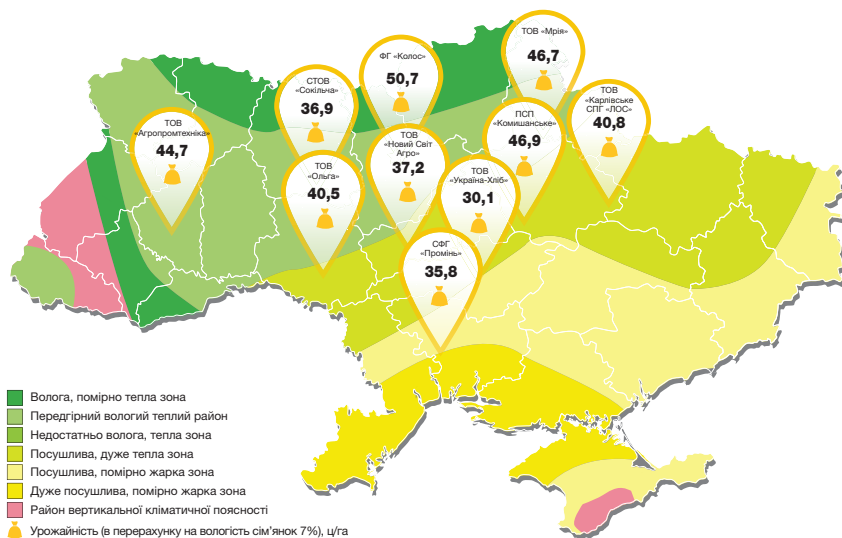 ТОВ «Мрія»
46,7
ФГ «Колос»
50,7
СТОВ
«Сокільча»
36,9
ТОВ
«Карлівське
СПГ «ЛОС»
40,8
ПСП
«Комишанське»
46,9
ТОВ
«Агропромтехніка»
44,7
ТОВ
«Новий Світ
Агро»
37,2
ТОВ
«Ольга»
40,5
ТОВ
«Україна-Хліб»
30,1
СФГ
«Промінь»
35,8
Волога, помірно тепла зона
Передгірний вологий теплий район
Недостатньо волога, тепла зона
Посушлива, дуже тепла зона
Посушлива, помірно жарка зона
Дуже посушлива, помірно жарка зона
Район вертикальної кліматичної поясності
Урожайність (в перерахунку на вологість сім’янок 7%), ц/га